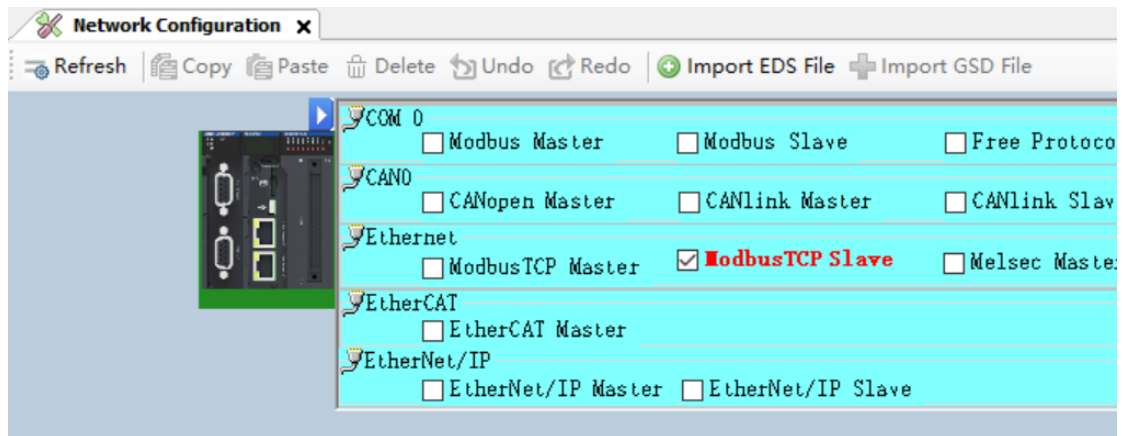 Network Configuration x
Refresh Copy Paste Delete Undo Redo Import EDS File Import GSD File
COM 0
Modbus Master Modbus Slave Free Protoco
CAN0
CANopen Master CANlink Master CANlink Slav
Ethernet
ModbusTCP Master ModbusTCP Slave Melsec Maste
EtherCAT
EtherCAT Master
EtherNet/IP
EtherNet/IP Master EtherNet/IP Slave